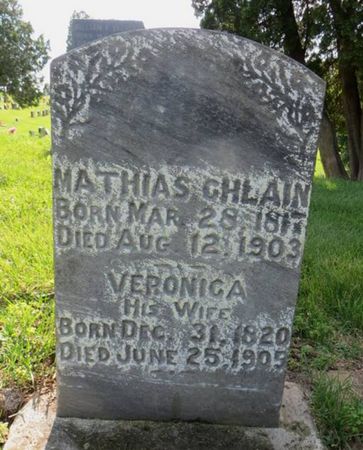 MATHIAS GHLAIN
BORN MAR 28, 1817
DIED AUG 12, 1903
VERONICA
HIS WIFE
BORN DEC. 31, 1820
DIED JUNE 25, 1905